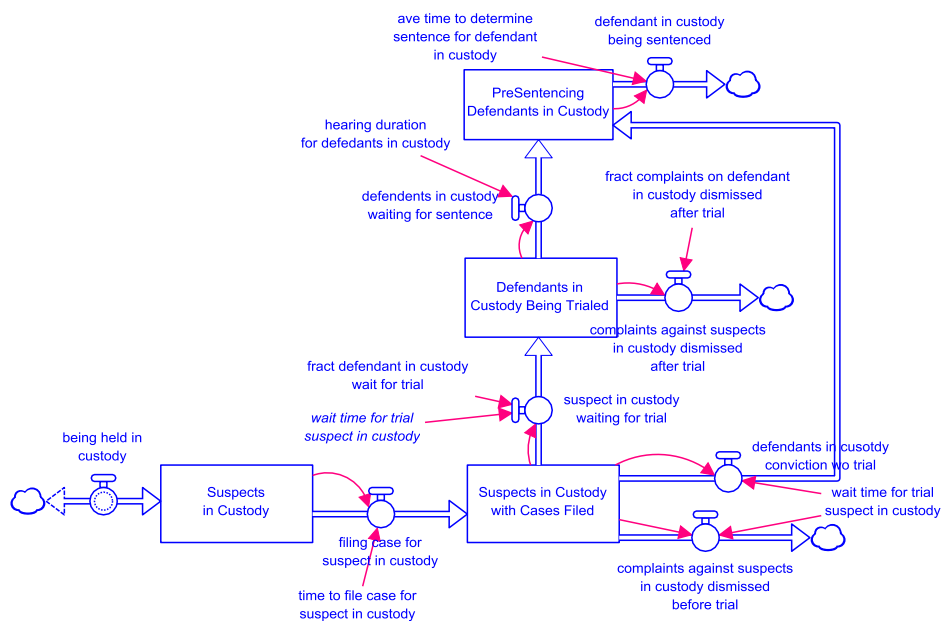 ave time to determine
sentence for defendant
in custody
defendant in custody
being sentenced
PreSentencing
Defendants in Custody
hearing duration
for defedants in custody
defendents in custody
waiting for sentence
fract complaints on defendant
in custody dismissed
after trial
Defendants in
Custody Being Trialed
complaints against suspects
in custody dismissed
after trial
fract defendant in custody
wait for trial
wait time for trial
suspect in custody
suspect in custody
waiting for trial
being held in
custody
Suspects
in Custody
filing case for
suspect in custody
time to file case for
suspect in custody
Suspects in Custody
with Cases Filed
defendants in cusotdy
conviction wo trial
wait time for trial
suspect in custody
complaints against suspects
in custody dismissed
before trial